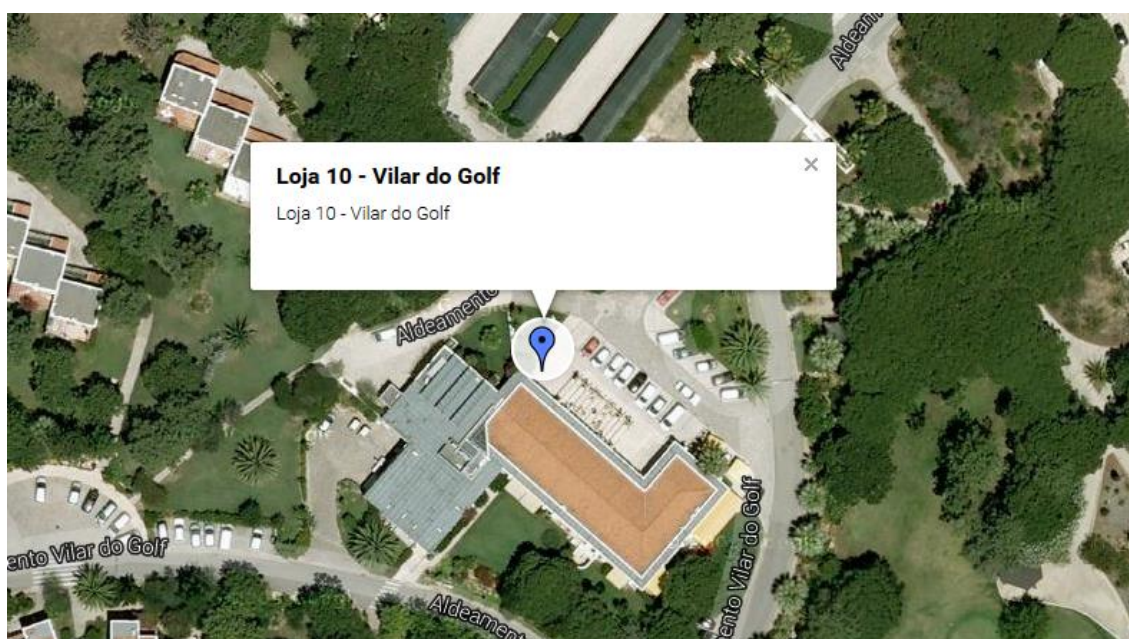 Aldeam
Loja 10 - Vilar do Golf
×
Loja 10 - Vilar do Golf
Aldeamento
ento Vilar do Golf
Aldeament
ento Vilar do Golf